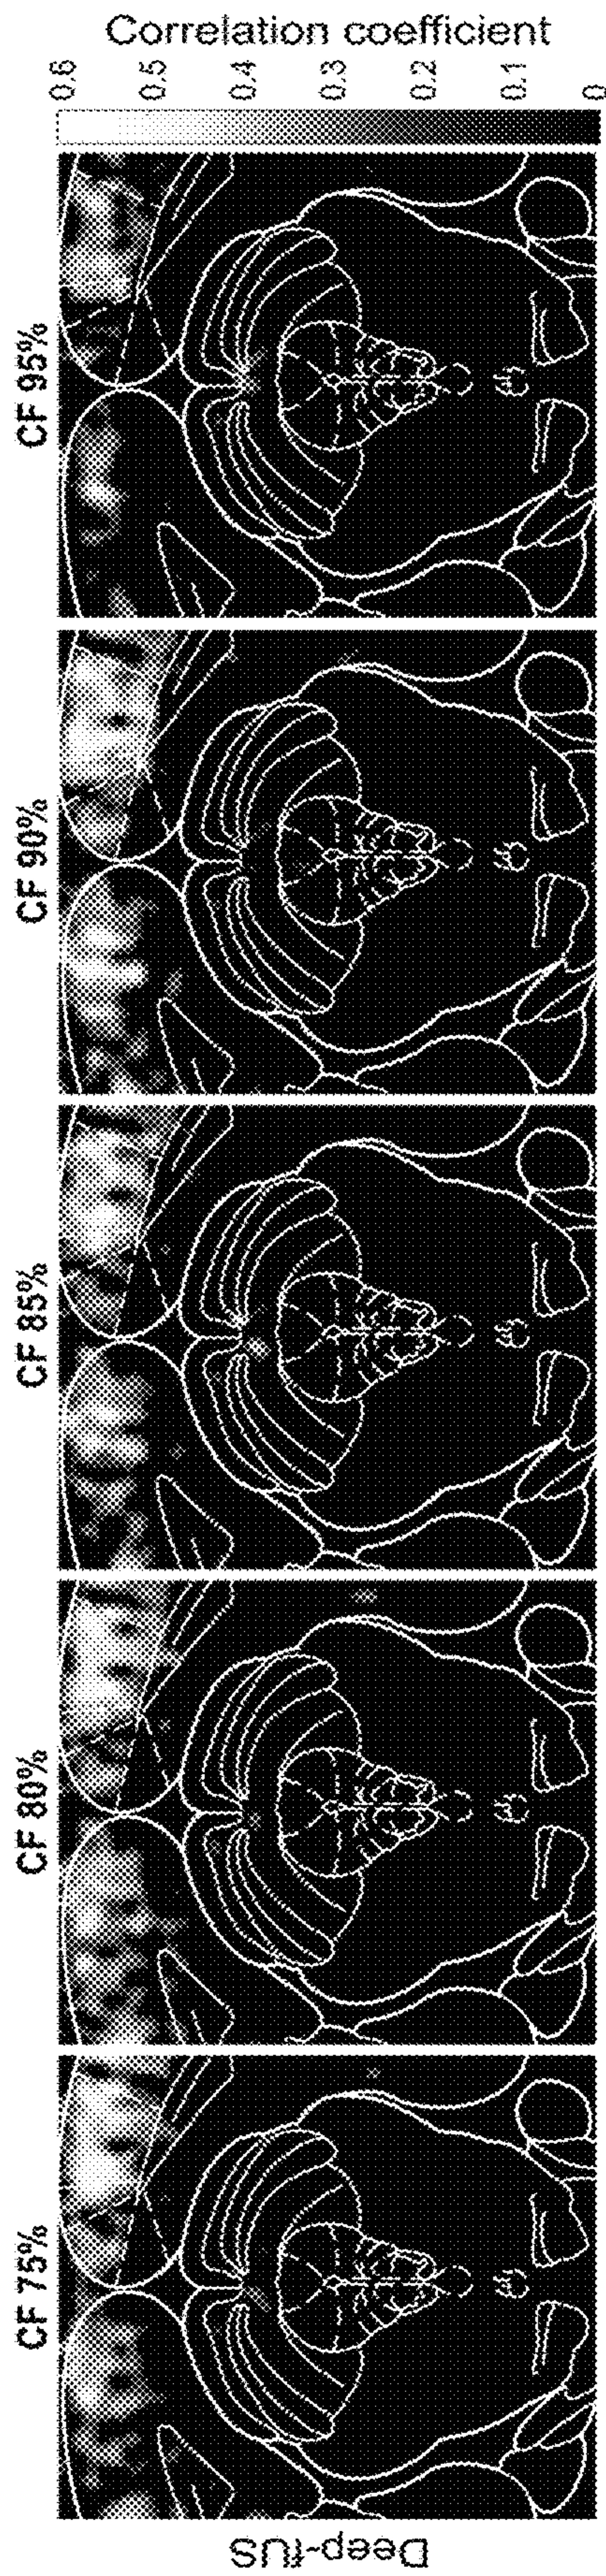 Deep-fUS
CF 75%
CF 80%
CF 85%
CF 90%
CF 95%
0.6
0.5
0.4
0.3
0.2
0.1
0
Correlation coefficient